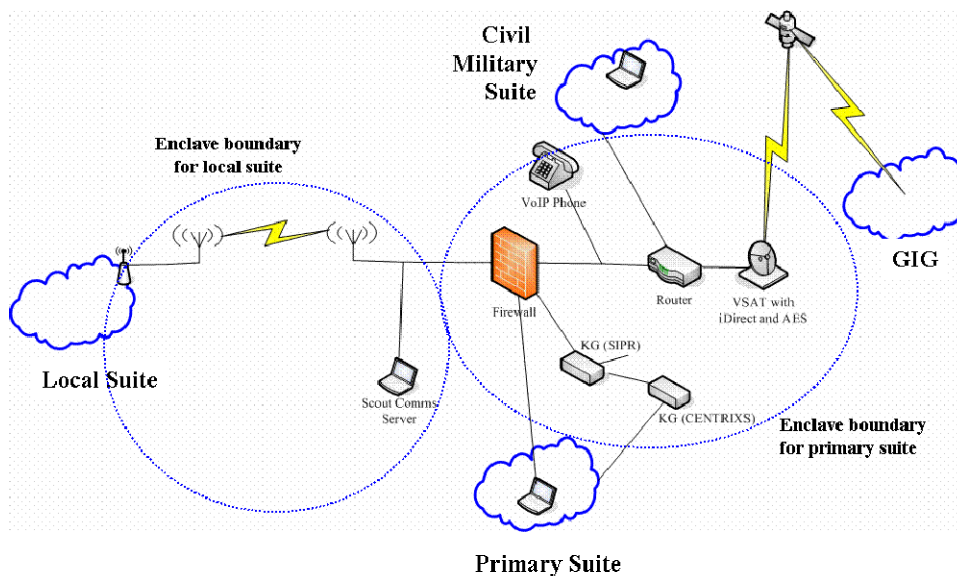 Civil
Military
Suite
Enclave boundary
for local suite
VoIP Phone
GIG
Firewall
Router
VSAT with
iDirect and AES
KG (SIPR)
Local Suite
Scout Comms
Server
KG (CENTRIXS)
Enclave boundary
for primary suite
Primary Suite